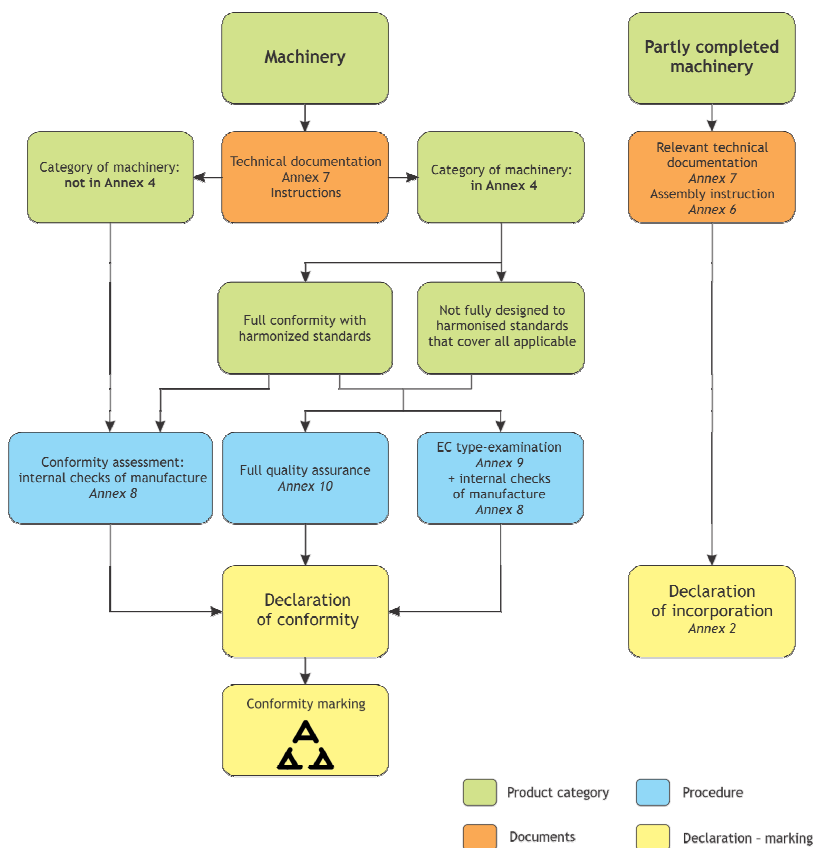 Machinery
Partly completed
machinery
Category of machinery:
not in Annex 4
Technical documentation
Annex 7
Instructions
Category of machinery:
in Annex 4
Relevant technical
documentation
Annex 7
Assembly instruction
Annex 6
Full conformity with
harmonized standards
Not fully designed to
harmonised standards
that cover all applicable
Conformity assessment:
internal checks of manufacture
Annex 8
Full quality assurance
Annex 10
EC type-examination
Annex 9
+ internal checks
of manufacture
Annex 8
Declaration
of conformity
Declaration
of incorporation
Annex 2
Conformity marking
Product category
Procedure
Documents
Declaration – marking